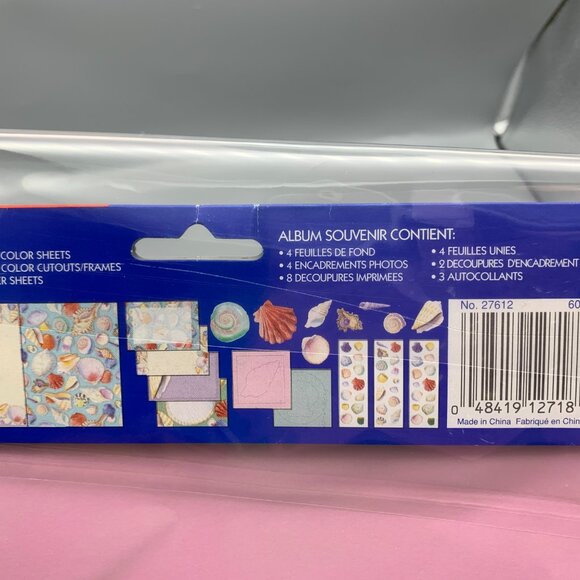 COLOR SHEETS
COLOR CUTOUTS/FRAMES
SHEETS
ALBUM SOUVENIR CONTIENT:
• 4 FEUILLES DE FOND
• 4 ENCADREMENTS PHOTOS
• 8 DECOUPURES IMPRIMEES
• 4 FEUILLES UNIES
• 2 DECOUPURES D'ENCADREMENT
• 3 AUTOCOLLANTS
No. 27612
60
0 48419 12718
Made in China Fabriqué en Chin